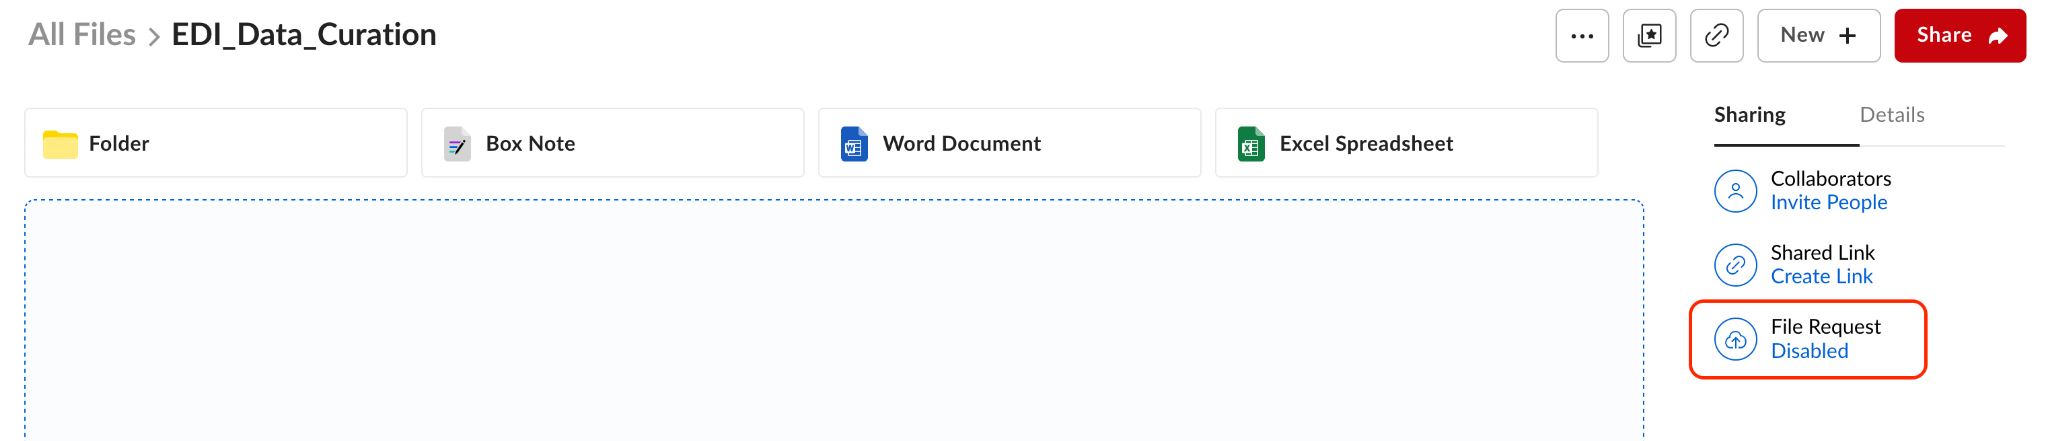 All Files > EDI_Data_Curation
New +
Share
Folder
Box Note
Word Document
Excel Spreadsheet
Sharing
Details
Collaborators
Invite People
Shared Link
Create Link
File Request
Disabled